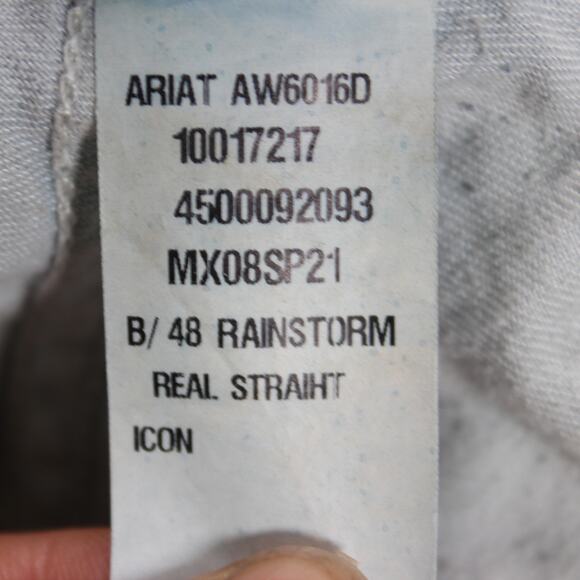 ARIAT AW6016D
10017217
4500092093
MX08SP21
B/ 48 RAINSTORM
REAL STRAIHT
ICON